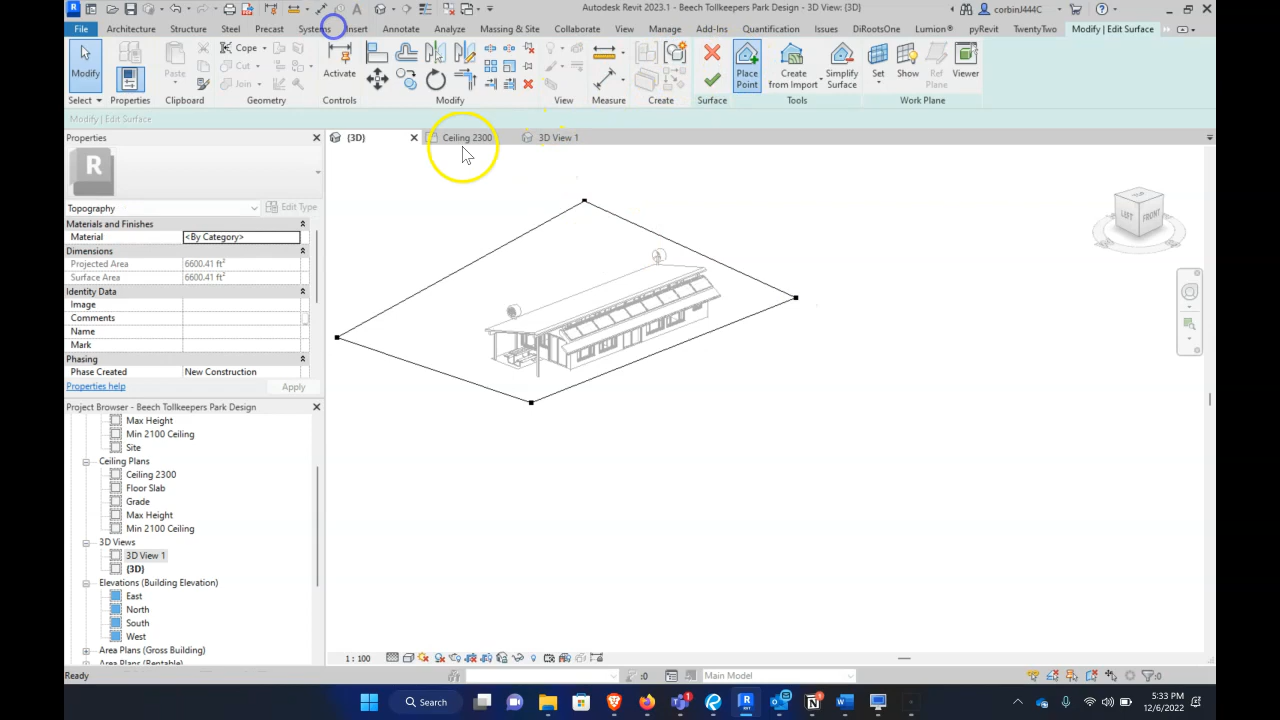 Autodesk Revit 2023.1 - Beech Tollkeepers Park Design - 3D View: {3D}
corbinJ444C
File Architecture Structure Steel Precast Systems Insert Annotate Analyze Massing & Site Collaborate View Manage Add-Ins Quantification Issues DiRootsOne Lumion® pyRevit TwentyTwo Modify | Edit Surface
Modify Properties Paste Cope Cut Join Activate Place Point Create from Import Simplify Surface Set Show Ref Plane Viewer
Select Properties Clipboard Geometry Controls Modify View Measure Create Surface Tools Work Plane
Modify | Edit Surface
Properties
{3D} Ceiling 2300 3D View 1
R
Topography Edit Type
Materials and Finishes
Material <By Category>
Dimensions
Projected Area 6600.41 ft²
Surface Area 6600.41 ft²
Identity Data
Image
Comments
Name
Mark
Phasing
Phase Created New Construction
Properties help Apply
Project Browser - Beech Tollkeepers Park Design
Max Height
Min 2100 Ceiling
Site
Ceiling Plans
Ceiling 2300
Floor Slab
Grade
Max Height
Min 2100 Ceiling
3D Views
3D View 1
{3D}
Elevations (Building Elevation)
East
North
South
West
Area Plans (Gross Building)
Area Plans (Rentable)
FRONT
1 : 100
Ready
:0 Main Model :0
Search
5:33 PM
12/6/2022